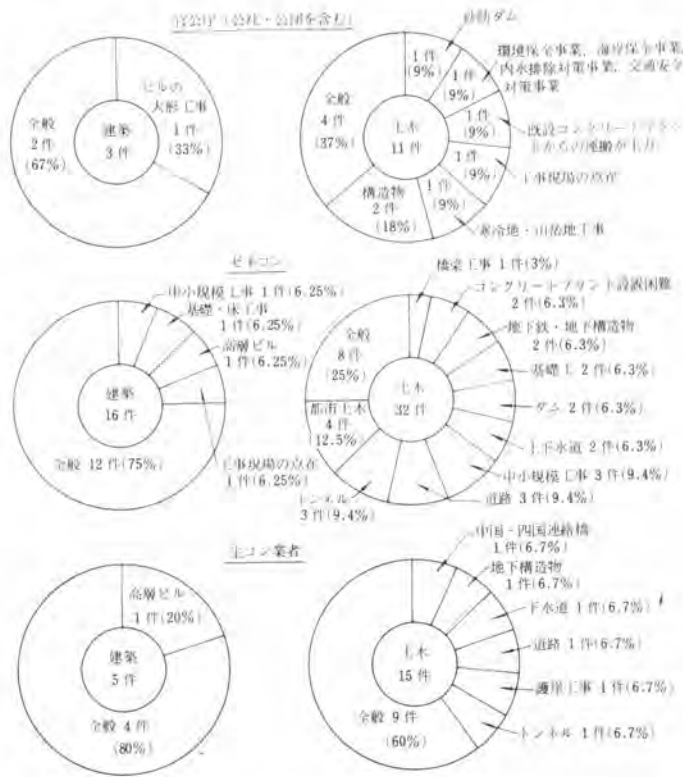 官公庁 (公社・公団を含む)
ビルの
大形工事
1件
(33%)
全般
2件
(67%)
建築
3件
砂防ダム
1件
(9%)
環境保全事業, 海岸保全事業,
内水排除対策事業, 交通安全
対策事業
1件
(9%)
既設コンクリートプラン
トからの運搬が主力
1件
(9%)
工事現場の点在
1件
(9%)
寒冷地・山岳地工事
1件
(9%)
構造物
2件
(18%)
全般
4件
(37%)
土木
11件
ゼネコン
中小規模工事 1件(6.25%)
基礎・床工事
1件(6.25%)
高層ビル
1件(6.25%)
工事現場の点在
1件(6.25%)
全般 12件(75%)
建築
16件
橋梁工事 1件(3%)
コンクリートプラント設置困難
2件(6.3%)
地下鉄・地下構造物
2件(6.3%)
基礎工 2件(6.3%)
ダム 2件(6.3%)
上下水道 2件(6.3%)
中小規模工事 3件(9.4%)
道路 3件(9.4%)
トンネル
3件(9.4%)
都市土木
4件
(12.5%)
全般
8件
(25%)
土木
32件
生コン業者
高層ビル
1件(20%)
建築
5件
全般 4件
(80%)
中国・四国連絡橋
1件(6.7%)
地下構造物
1件(6.7%)
下水道 1件(6.7%)
道路 1件(6.7%)
護岸工事 1件(6.7%)
トンネル 1件(6.7%)
土木
15件
全般 9件
(60%)